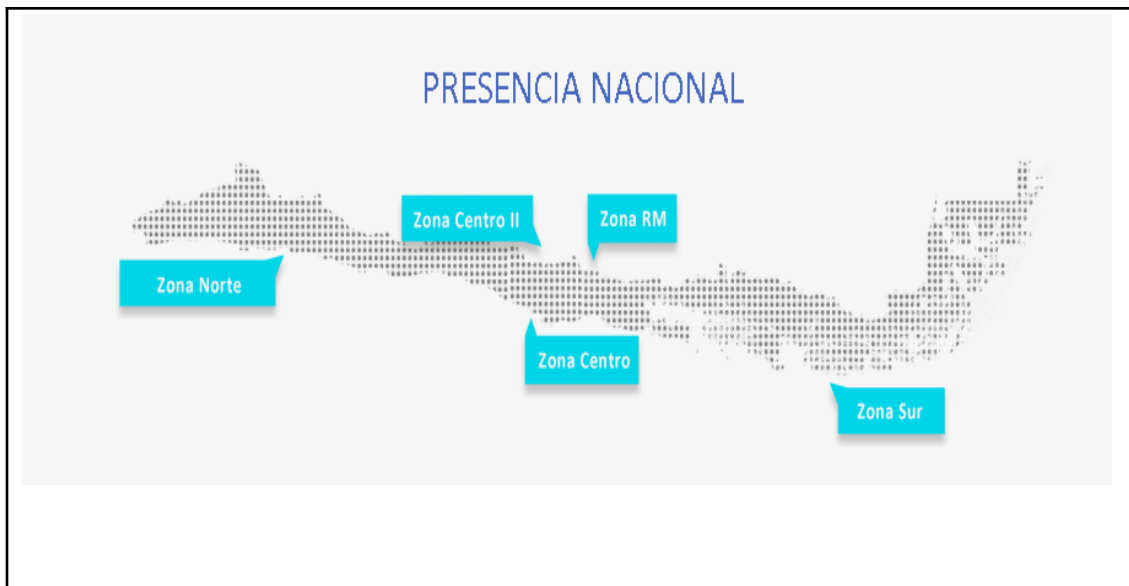 PRESENCIA NACIONAL
Zona Centro II
Zona RM
Zona Norte
Zona Centro
Zona Sur